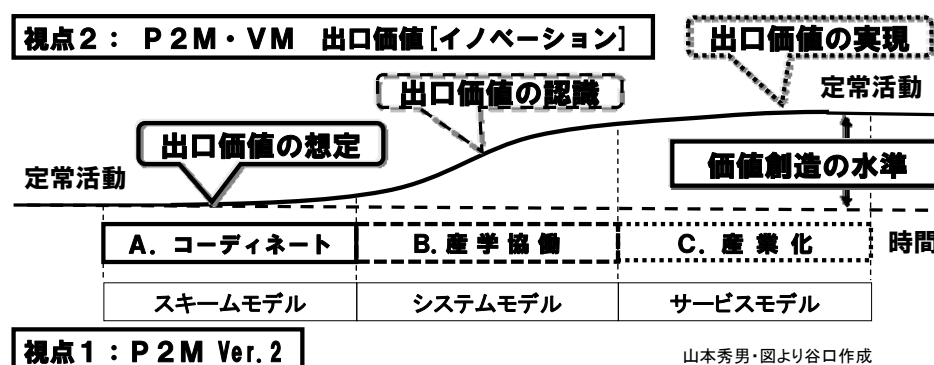 視点2： P2M・VM 出口価値[イノベーション]
出口価値の実現
出口価値の認識
定常活動
出口価値の想定
価値創造の水準
定常活動
A. コーディネート
B. 産学協働
C. 産業化
時間
スキームモデル
システムモデル
サービスモデル
視点1：P2M Ver.2
山本秀男・図より谷口作成